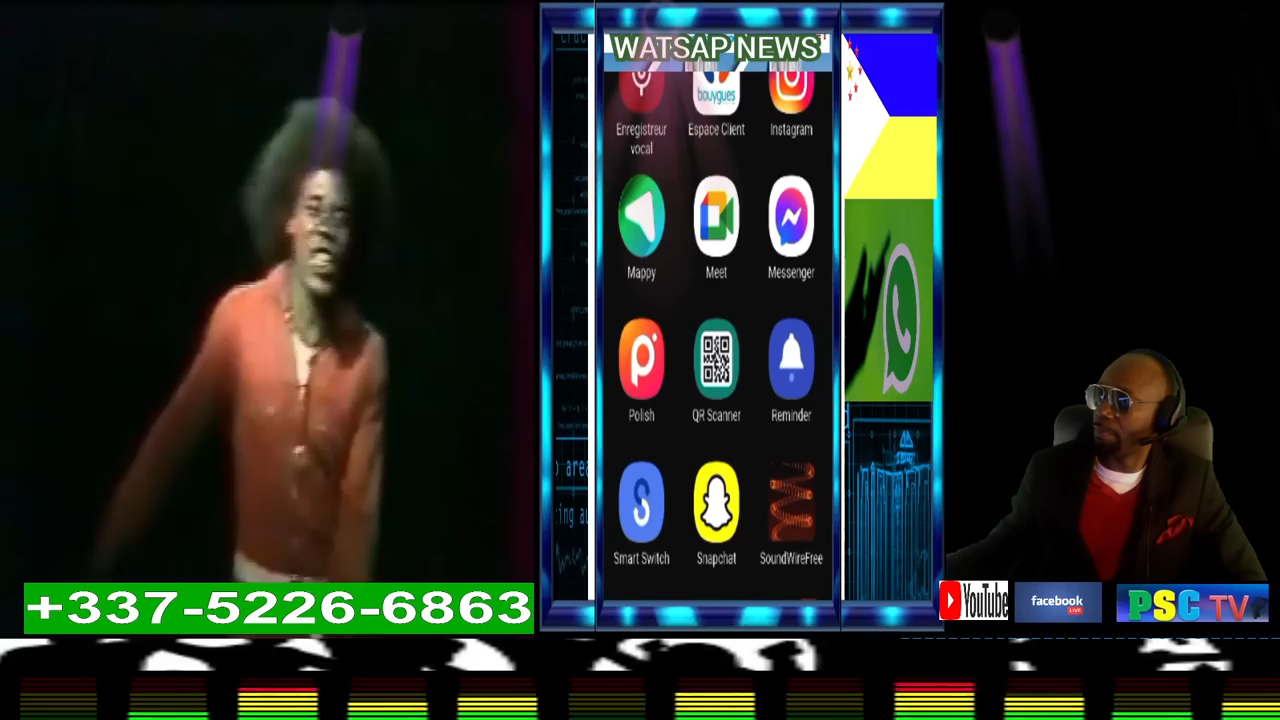 WATSAP NEWS
bouygues
Enregistreur
vocal
Espace Client
Instagram
Mappy
Meet
Messenger
Polish
QR Scanner
Reminder
Smart Switch
Snapchat
SoundWireFree
+337-5226-6863
YouTube
facebook
LIVE
PSC TV